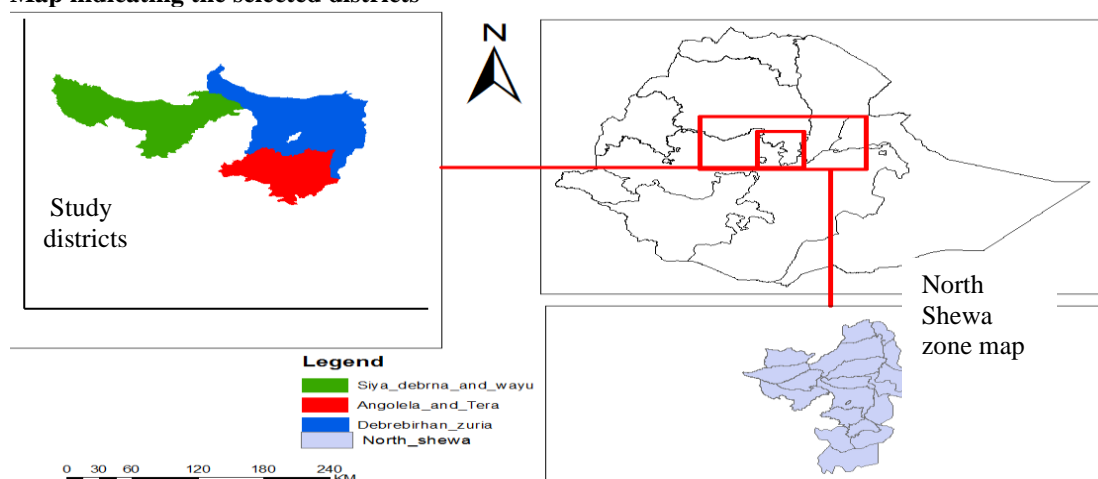 Map indicating the selected districts
N
Study
districts
North
Shewa
zone map
Legend
Siya_debrna_and_wayu
Angolela_and_Tera
Debrebirhan_zuria
North_shewa
0 30 60 120 180 240
KM